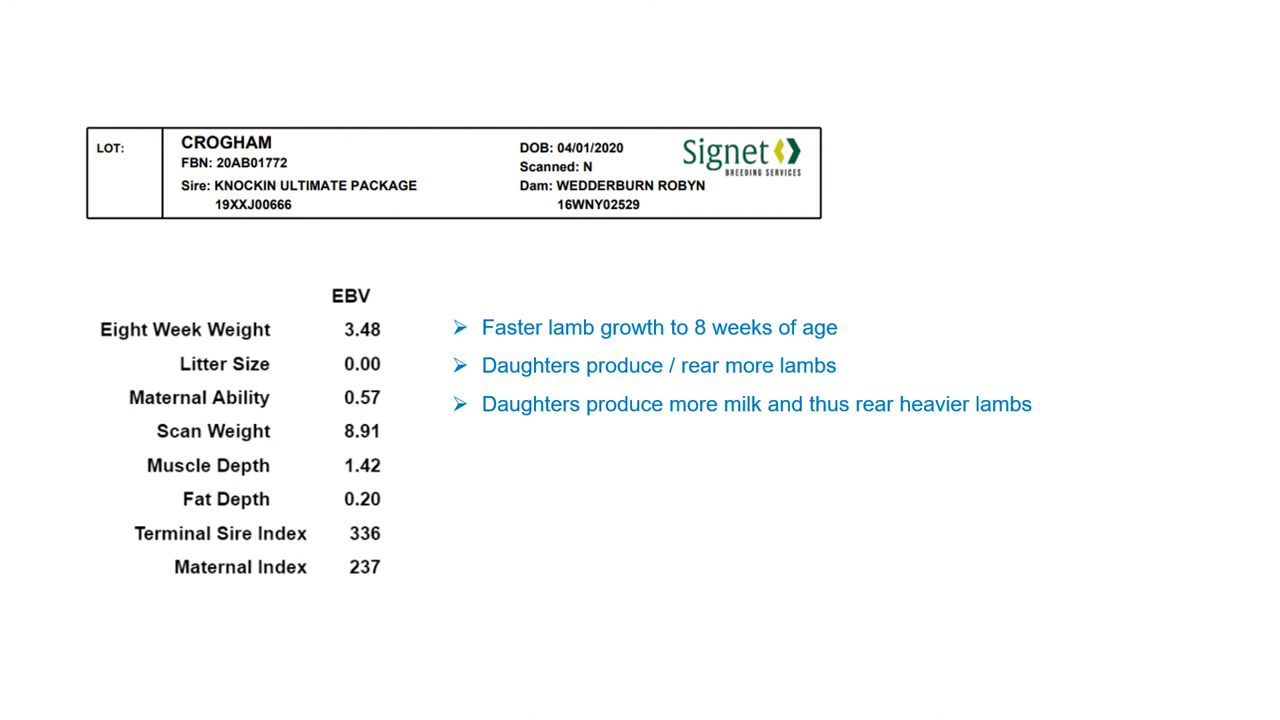 LOT:
CROGHAM
FBN: 20AB01772
Sire: KNOCKIN ULTIMATE PACKAGE
19XXJ00666
DOB: 04/01/2020
Scanned: N
Dam: WEDDERBURN ROBYN
16WNY02529
Signet
BREEDING SERVICES
EBV
Eight Week Weight 3.48
Litter Size 0.00
Maternal Ability 0.57
Scan Weight 8.91
Muscle Depth 1.42
Fat Depth 0.20
Terminal Sire Index 336
Maternal Index 237
➢ Faster lamb growth to 8 weeks of age
➢ Daughters produce / rear more lambs
➢ Daughters produce more milk and thus rear heavier lambs